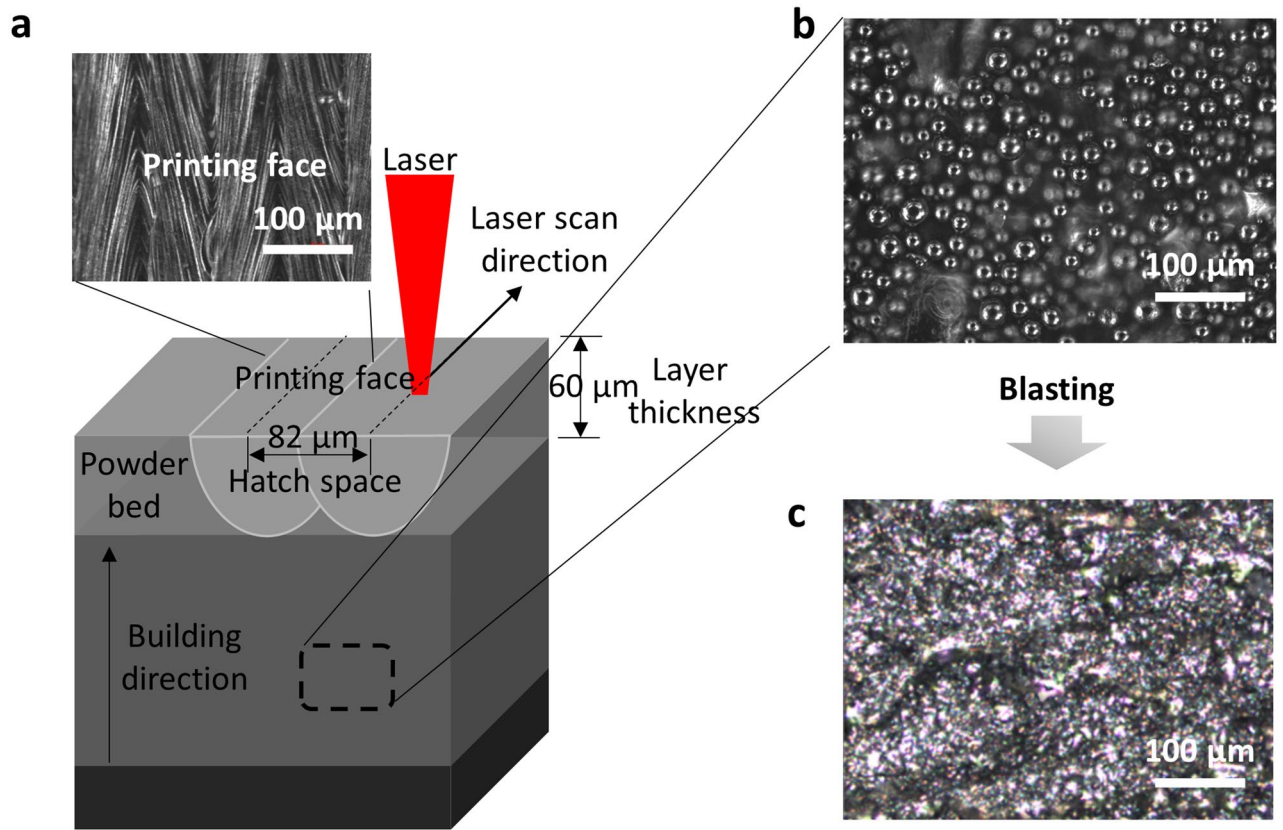 a
Printing face
100 µm
Laser
Laser scan
direction
Printing face
60 µm
Layer
thickness
82 µm
Hatch space
Powder
bed
Building
direction
b
100 µm
Blasting
c
100 µm